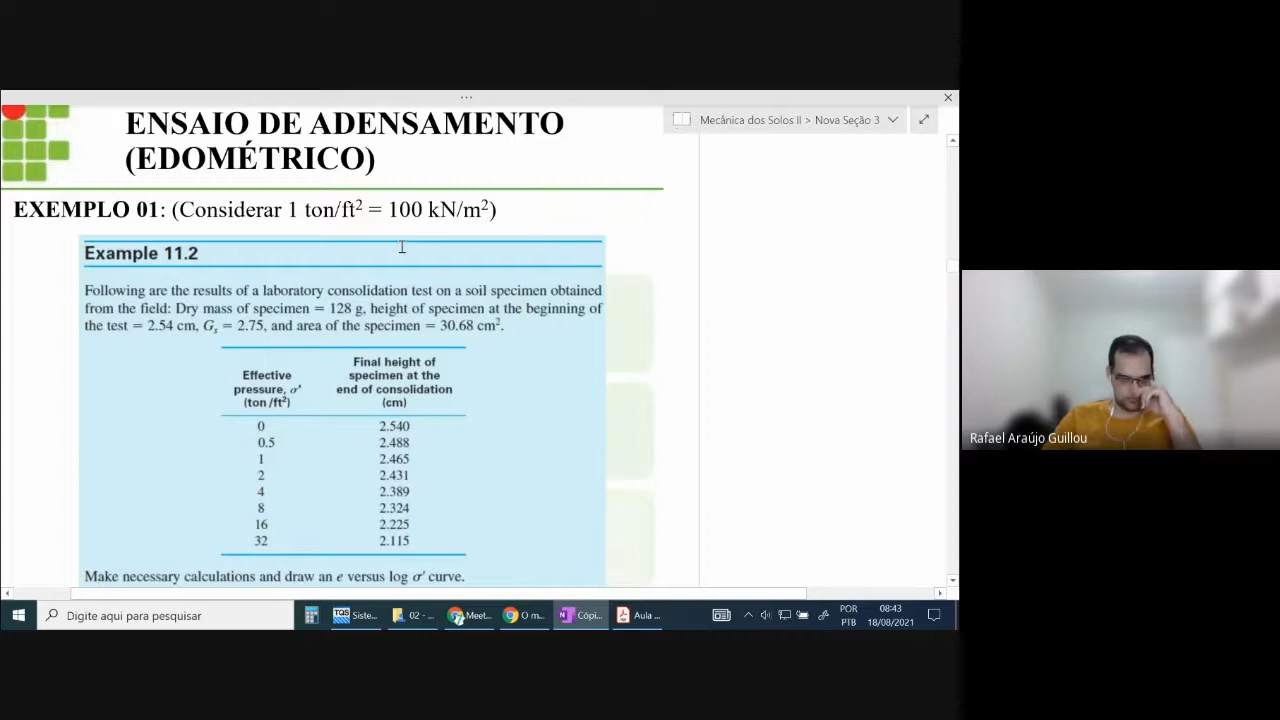 ...
Mecânica dos Solos II > Nova Seção 3
ENSAIO DE ADENSAMENTO
(EDOMÉTRICO)
EXEMPLO 01: (Considerar 1 ton/ft² = 100 kN/m²)
Example 11.2
Following are the results of a laboratory consolidation test on a soil specimen obtained
from the field: Dry mass of specimen = 128 g, height of specimen at the beginning of
the test = 2.54 cm, Gₛ = 2.75, and area of the specimen = 30.68 cm².
Effective
pressure, σ'
(ton/ft²)
Final height of
specimen at the
end of consolidation
(cm)
0 2.540
0.5 2.488
1 2.465
2 2.431
4 2.389
8 2.324
16 2.225
32 2.115
Make necessary calculations and draw an e versus log σ' curve.
Rafael Araújo Guillou
Digite aqui para pesquisar
TQS
Siste...
02 - ...
Meet...
O m...
Cópi...
Aula ...
POR
PTB
08:43
18/08/2021